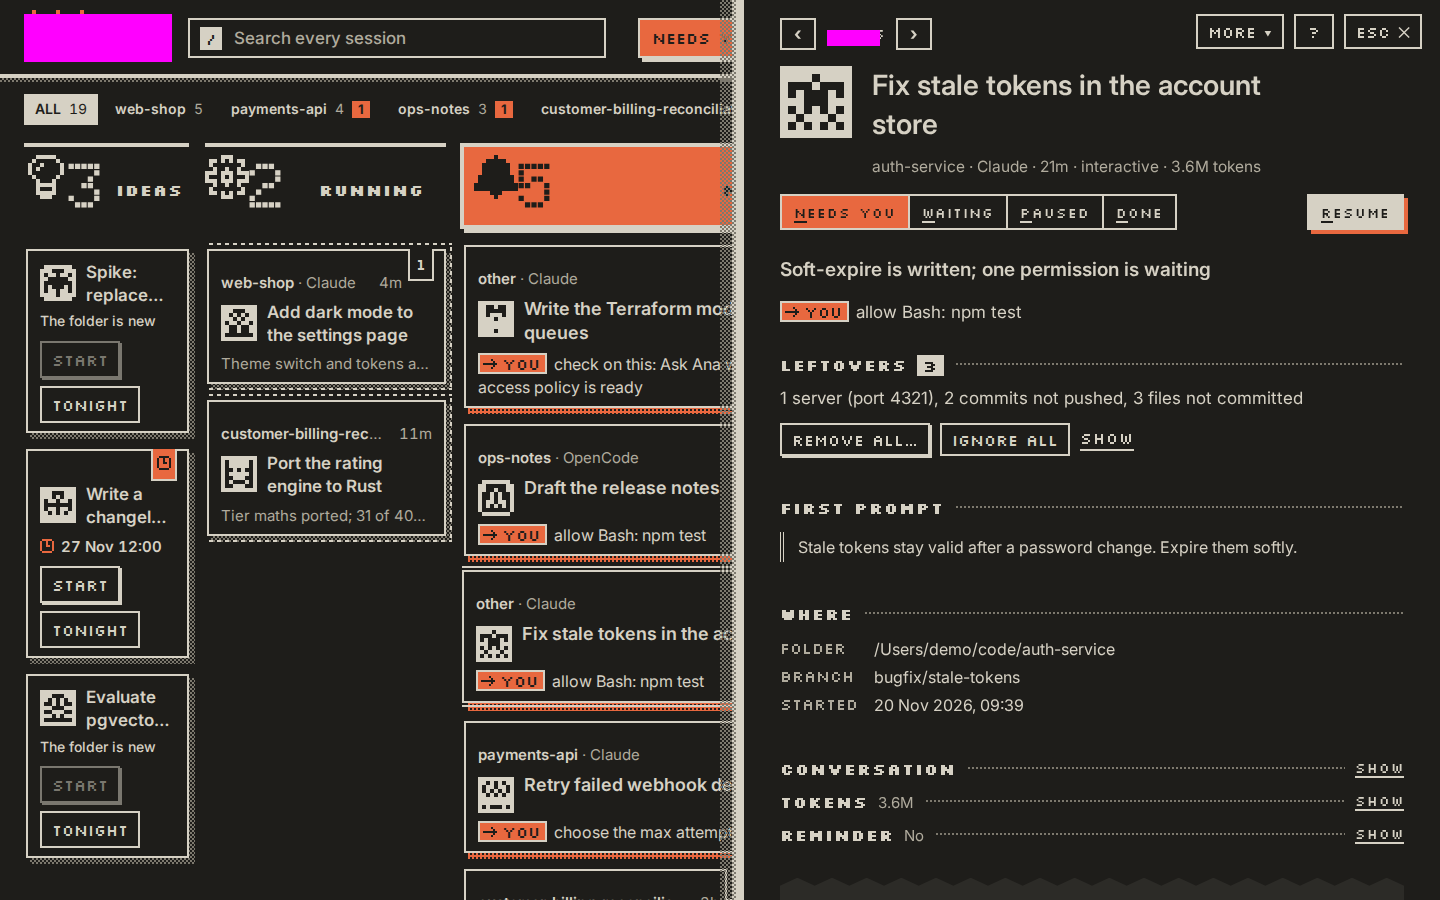 / Search every session
NEEDS
ALL 19 web-shop 5 payments-api 4 1 ops-notes 3 1
3 IDEAS
2 RUNNING
5
Spike:
replace...
The folder is new
START
TONIGHT
Write a
changel...
27 Nov 12:00
START
TONIGHT
Evaluate
pgvecto...
The folder is new
START
TONIGHT
1
web-shop · Claude 4m
Add dark mode to
the settings page
Theme switch and tokens a...
customer-billing-rec... 11m
Port the rating
engine to Rust
Tier maths ported; 31 of 40...
other · Claude
Write the Terraform
queues
→ YOU check on this: Ask Ana
access policy is ready
ops-notes · OpenCode
Draft the release notes
→ YOU allow Bash: npm test
other · Claude
Fix stale tokens in the
→ YOU allow Bash: npm test
payments-api · Claude
Retry failed webhook
→ YOU choose the max
‹ ›
MORE ▾ ? ESC ×
Fix stale tokens in the account
store
auth-service · Claude · 21m · interactive · 3.6M tokens
NEEDS YOU WAITING PAUSED DONE RESUME
Soft-expire is written; one permission is waiting
→ YOU allow Bash: npm test
LEFTOVERS 3
1 server (port 4321), 2 commits not pushed, 3 files not committed
REMOVE ALL... IGNORE ALL SHOW
FIRST PROMPT
Stale tokens stay valid after a password change. Expire them softly.
WHERE
FOLDER /Users/demo/code/auth-service
BRANCH bugfix/stale-tokens
STARTED 20 Nov 2026, 09:39
CONVERSATION SHOW
TOKENS 3.6M SHOW
REMINDER No SHOW